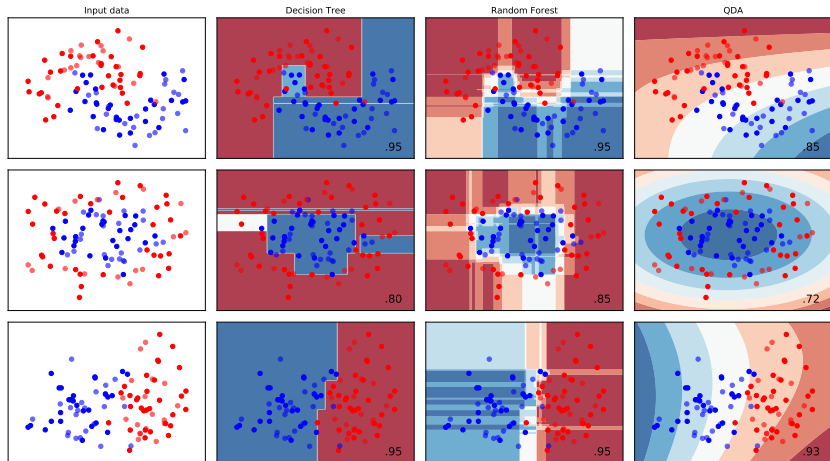 Input data
Decision Tree
Random Forest
QDA
.95
.95
.85
.80
.85
.72
.95
.95
.93